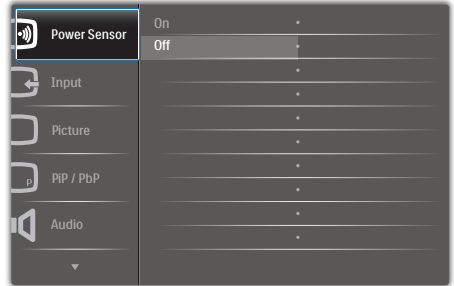 Power Sensor
On
Off
Input
Picture
P
PiP / PbP
Audio